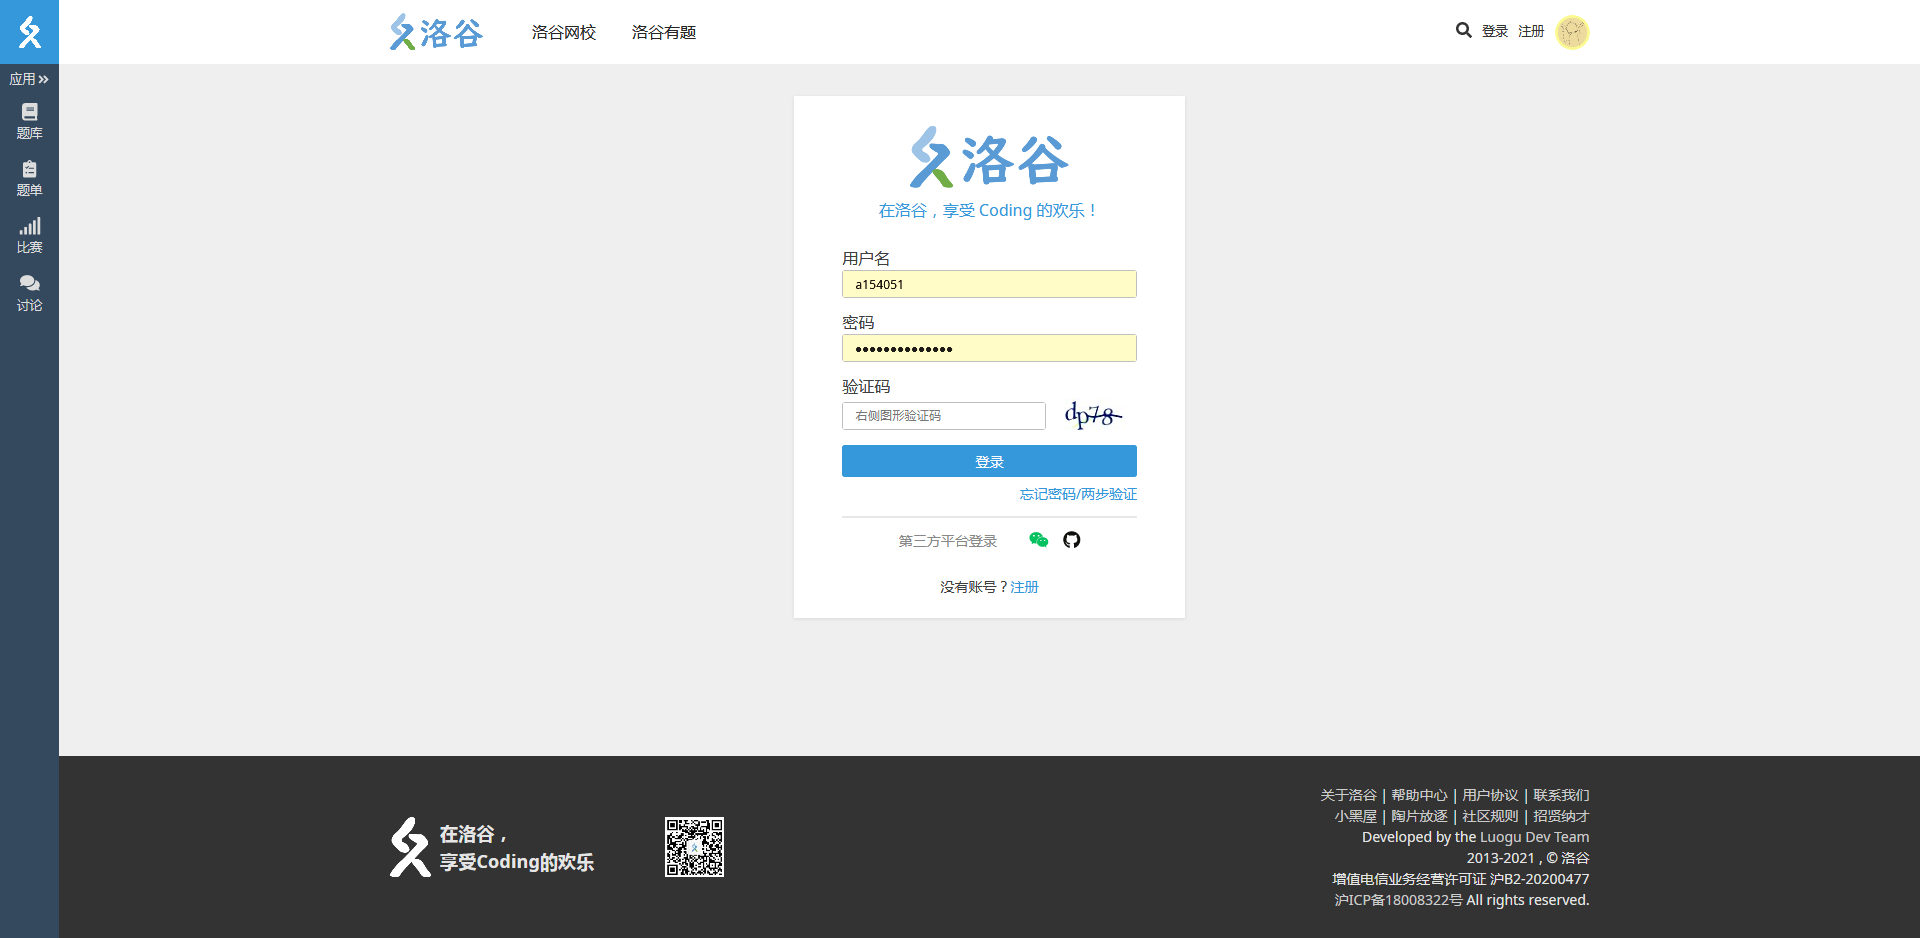 洛谷
洛谷网校
洛谷有题
登录
注册
应用
题库
题单
比赛
讨论
洛谷
在洛谷，享受 Coding 的欢乐！
用户名
a154051
密码
••••••••••••••
验证码
右侧图形验证码
dp78
登录
忘记密码/两步验证
第三方平台登录
没有账号？注册
在洛谷，
享受Coding的欢乐
关于洛谷 | 帮助中心 | 用户协议 | 联系我们
小黑屋 | 陶片放逐 | 社区规则 | 招贤纳才
Developed by the Luogu Dev Team
2013-2021 , © 洛谷
增值电信业务经营许可证 沪B2-20200477
沪ICP备18008322号 All rights reserved.